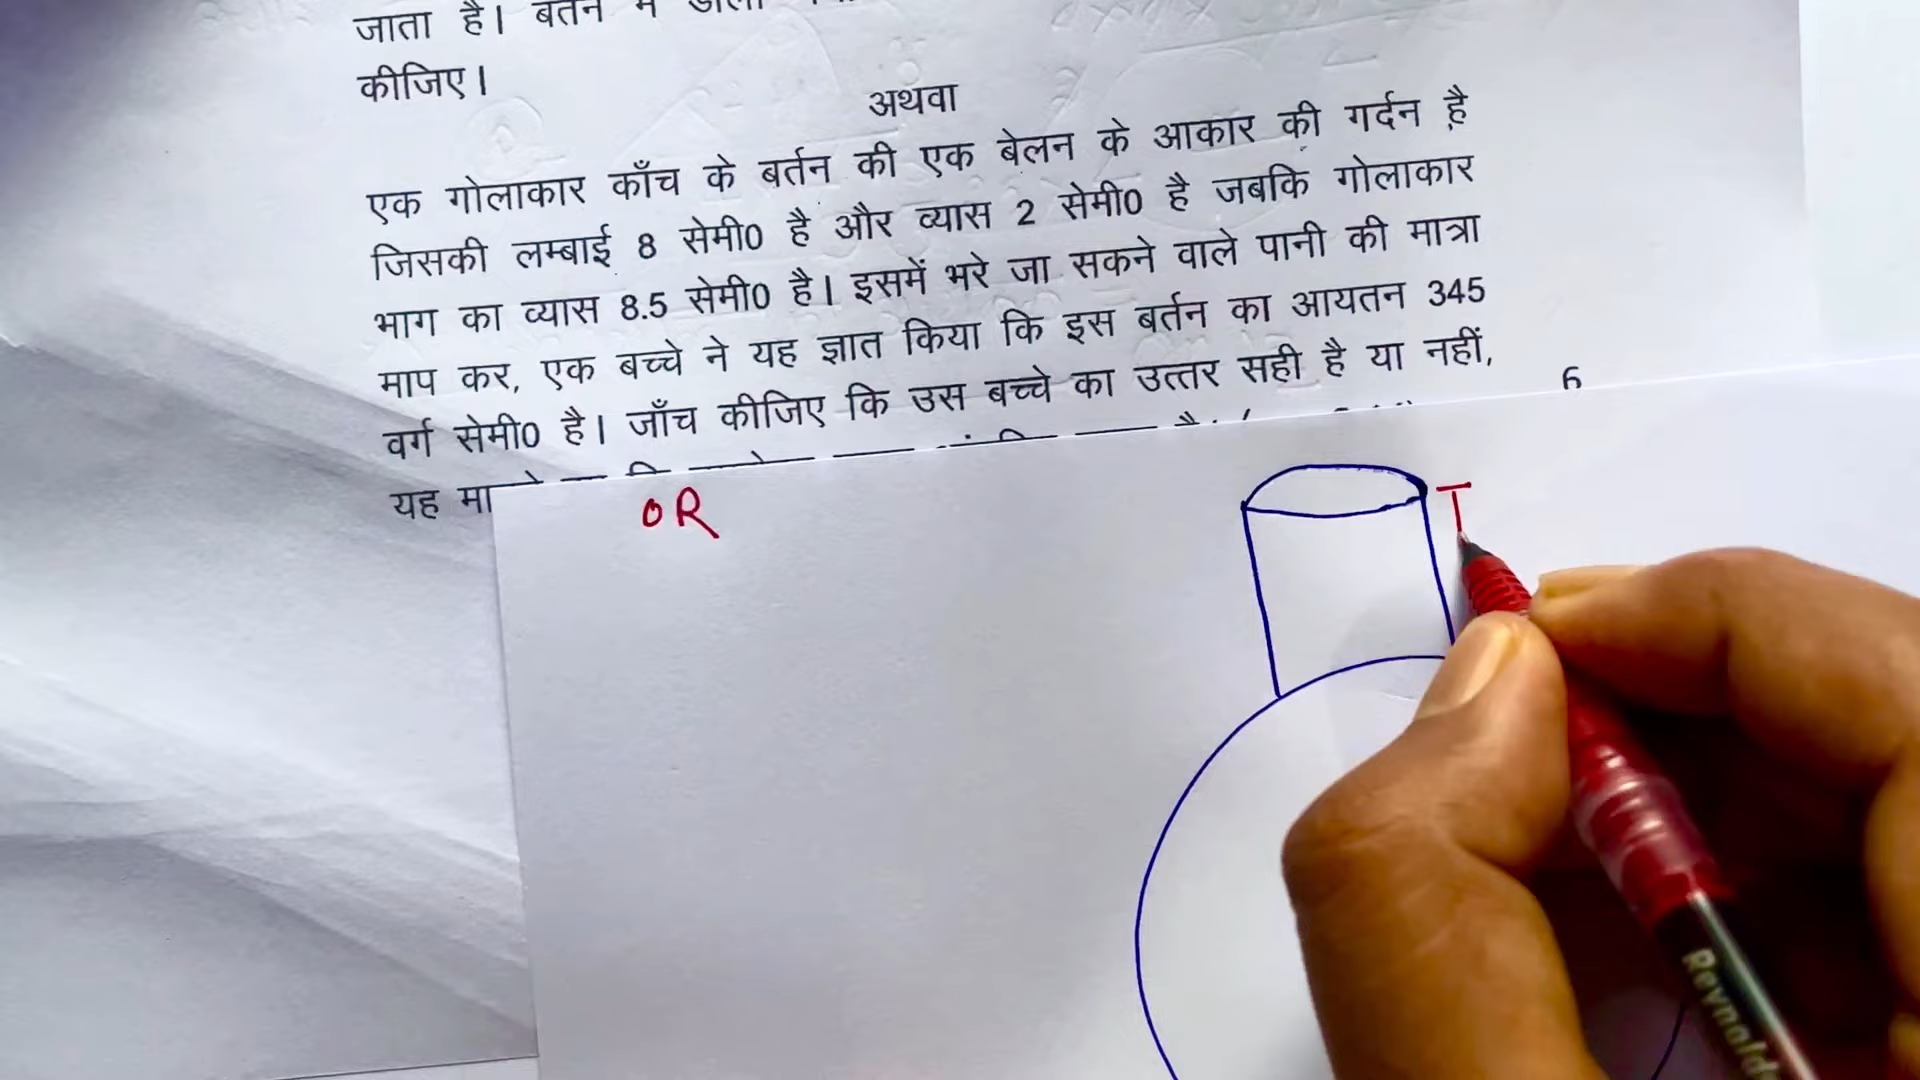 जाता है। बर्तन में
कीजिए।
अथवा
एक गोलाकार काँच के बर्तन की एक बेलन के आकार की गर्दन है
जिसकी लम्बाई 8 सेमी0 है और व्यास 2 सेमी0 है जबकि गोलाकार
भाग का व्यास 8.5 सेमी0 है। इसमें भरे जा सकने वाले पानी की मात्रा
माप कर, एक बच्चे ने यह ज्ञात किया कि इस बर्तन का आयतन 345
वर्ग सेमी0 है। जाँच कीजिए कि उस बच्चे का उत्तर सही है या नहीं,
6
यह
OR
Reynolds